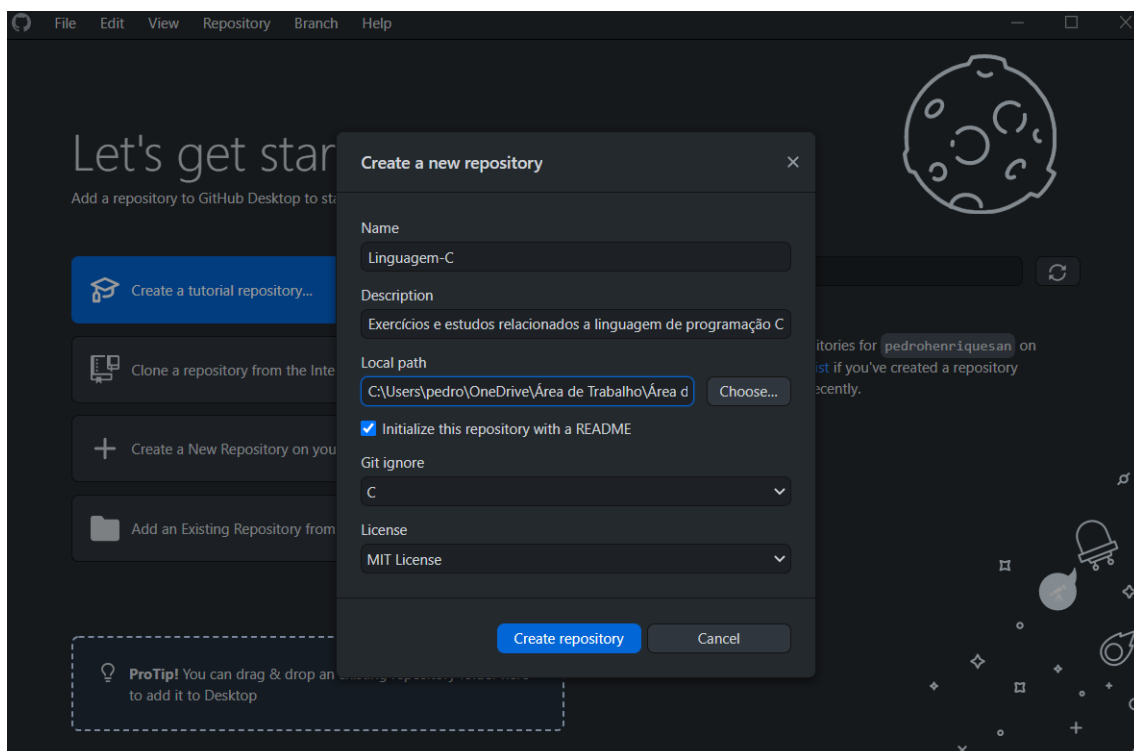 File Edit View Repository Branch Help
Let's get star
Add a repository to GitHub Desktop to sta
Create a tutorial repository...
Clone a repository from the Inte
Create a New Repository on you
Add an Existing Repository from
ProTip! You can drag & drop an
to add it to Desktop
Create a new repository
Name
Linguagem-C
Description
Exercícios e estudos relacionados a linguagem de programação C
Local path
C:\Users\pedro\OneDrive\Área de Trabalho\Área d
Choose...
Initialize this repository with a README
Git ignore
C
License
MIT License
Create repository Cancel
itories for pedrohenriquesan on
ist if you've created a repository
ecently.